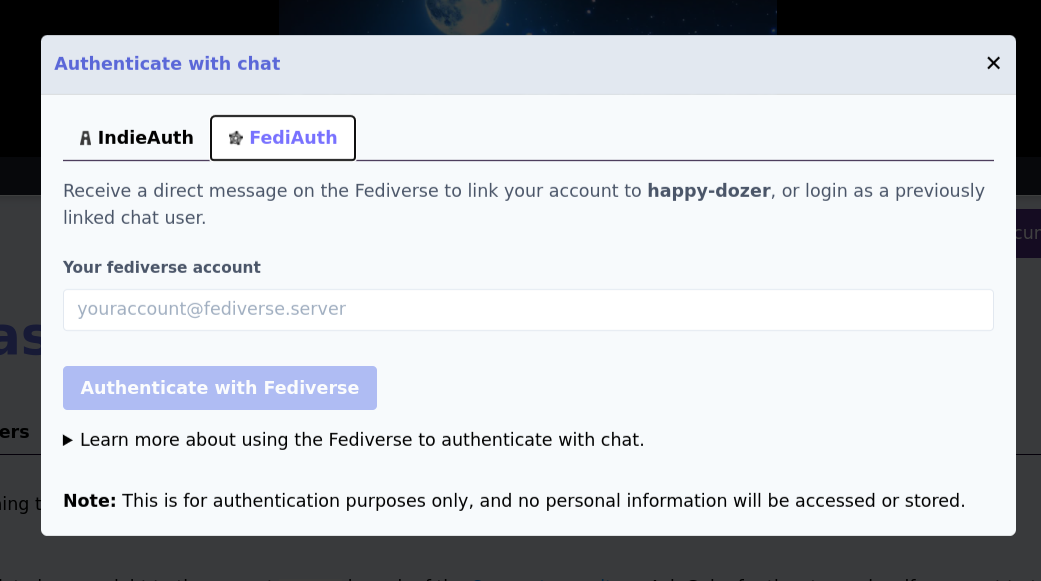 Authenticate with chat
IndieAuth FediAuth
Receive a direct message on the Fediverse to link your account to happy-dozer, or login as a previously
linked chat user.
Your fediverse account
youraccount@fediverse.server
Authenticate with Fediverse
Learn more about using the Fediverse to authenticate with chat.
Note: This is for authentication purposes only, and no personal information will be accessed or stored.